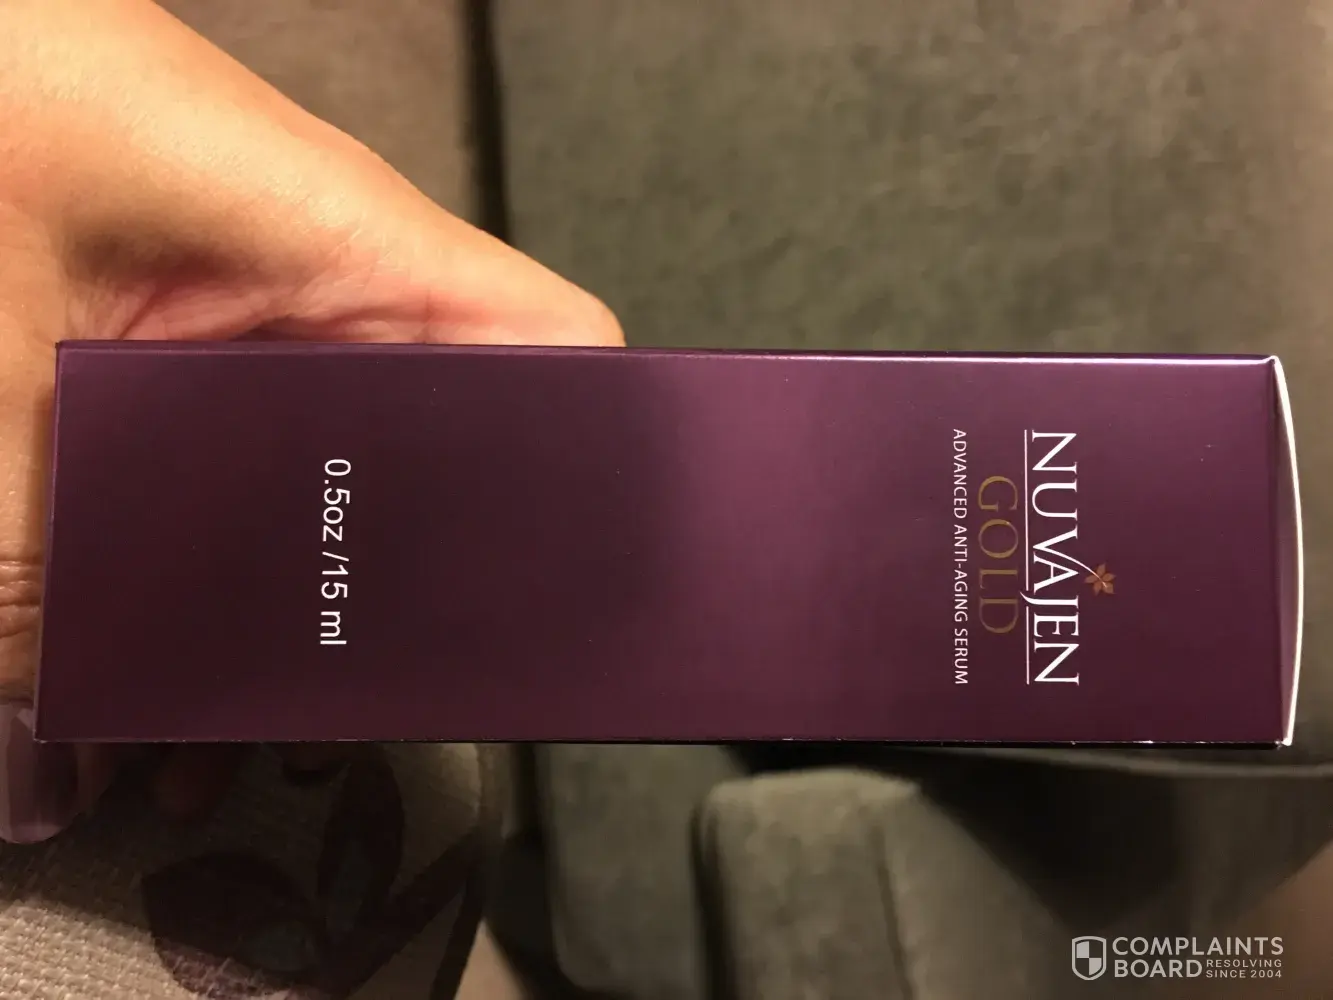 NUVAJEN
GOLD
ADVANCED ANTI-AGING SERUM
0.5oz /15 ml
COMPLAINTS
BOARD RESOLVING
SINCE 2004